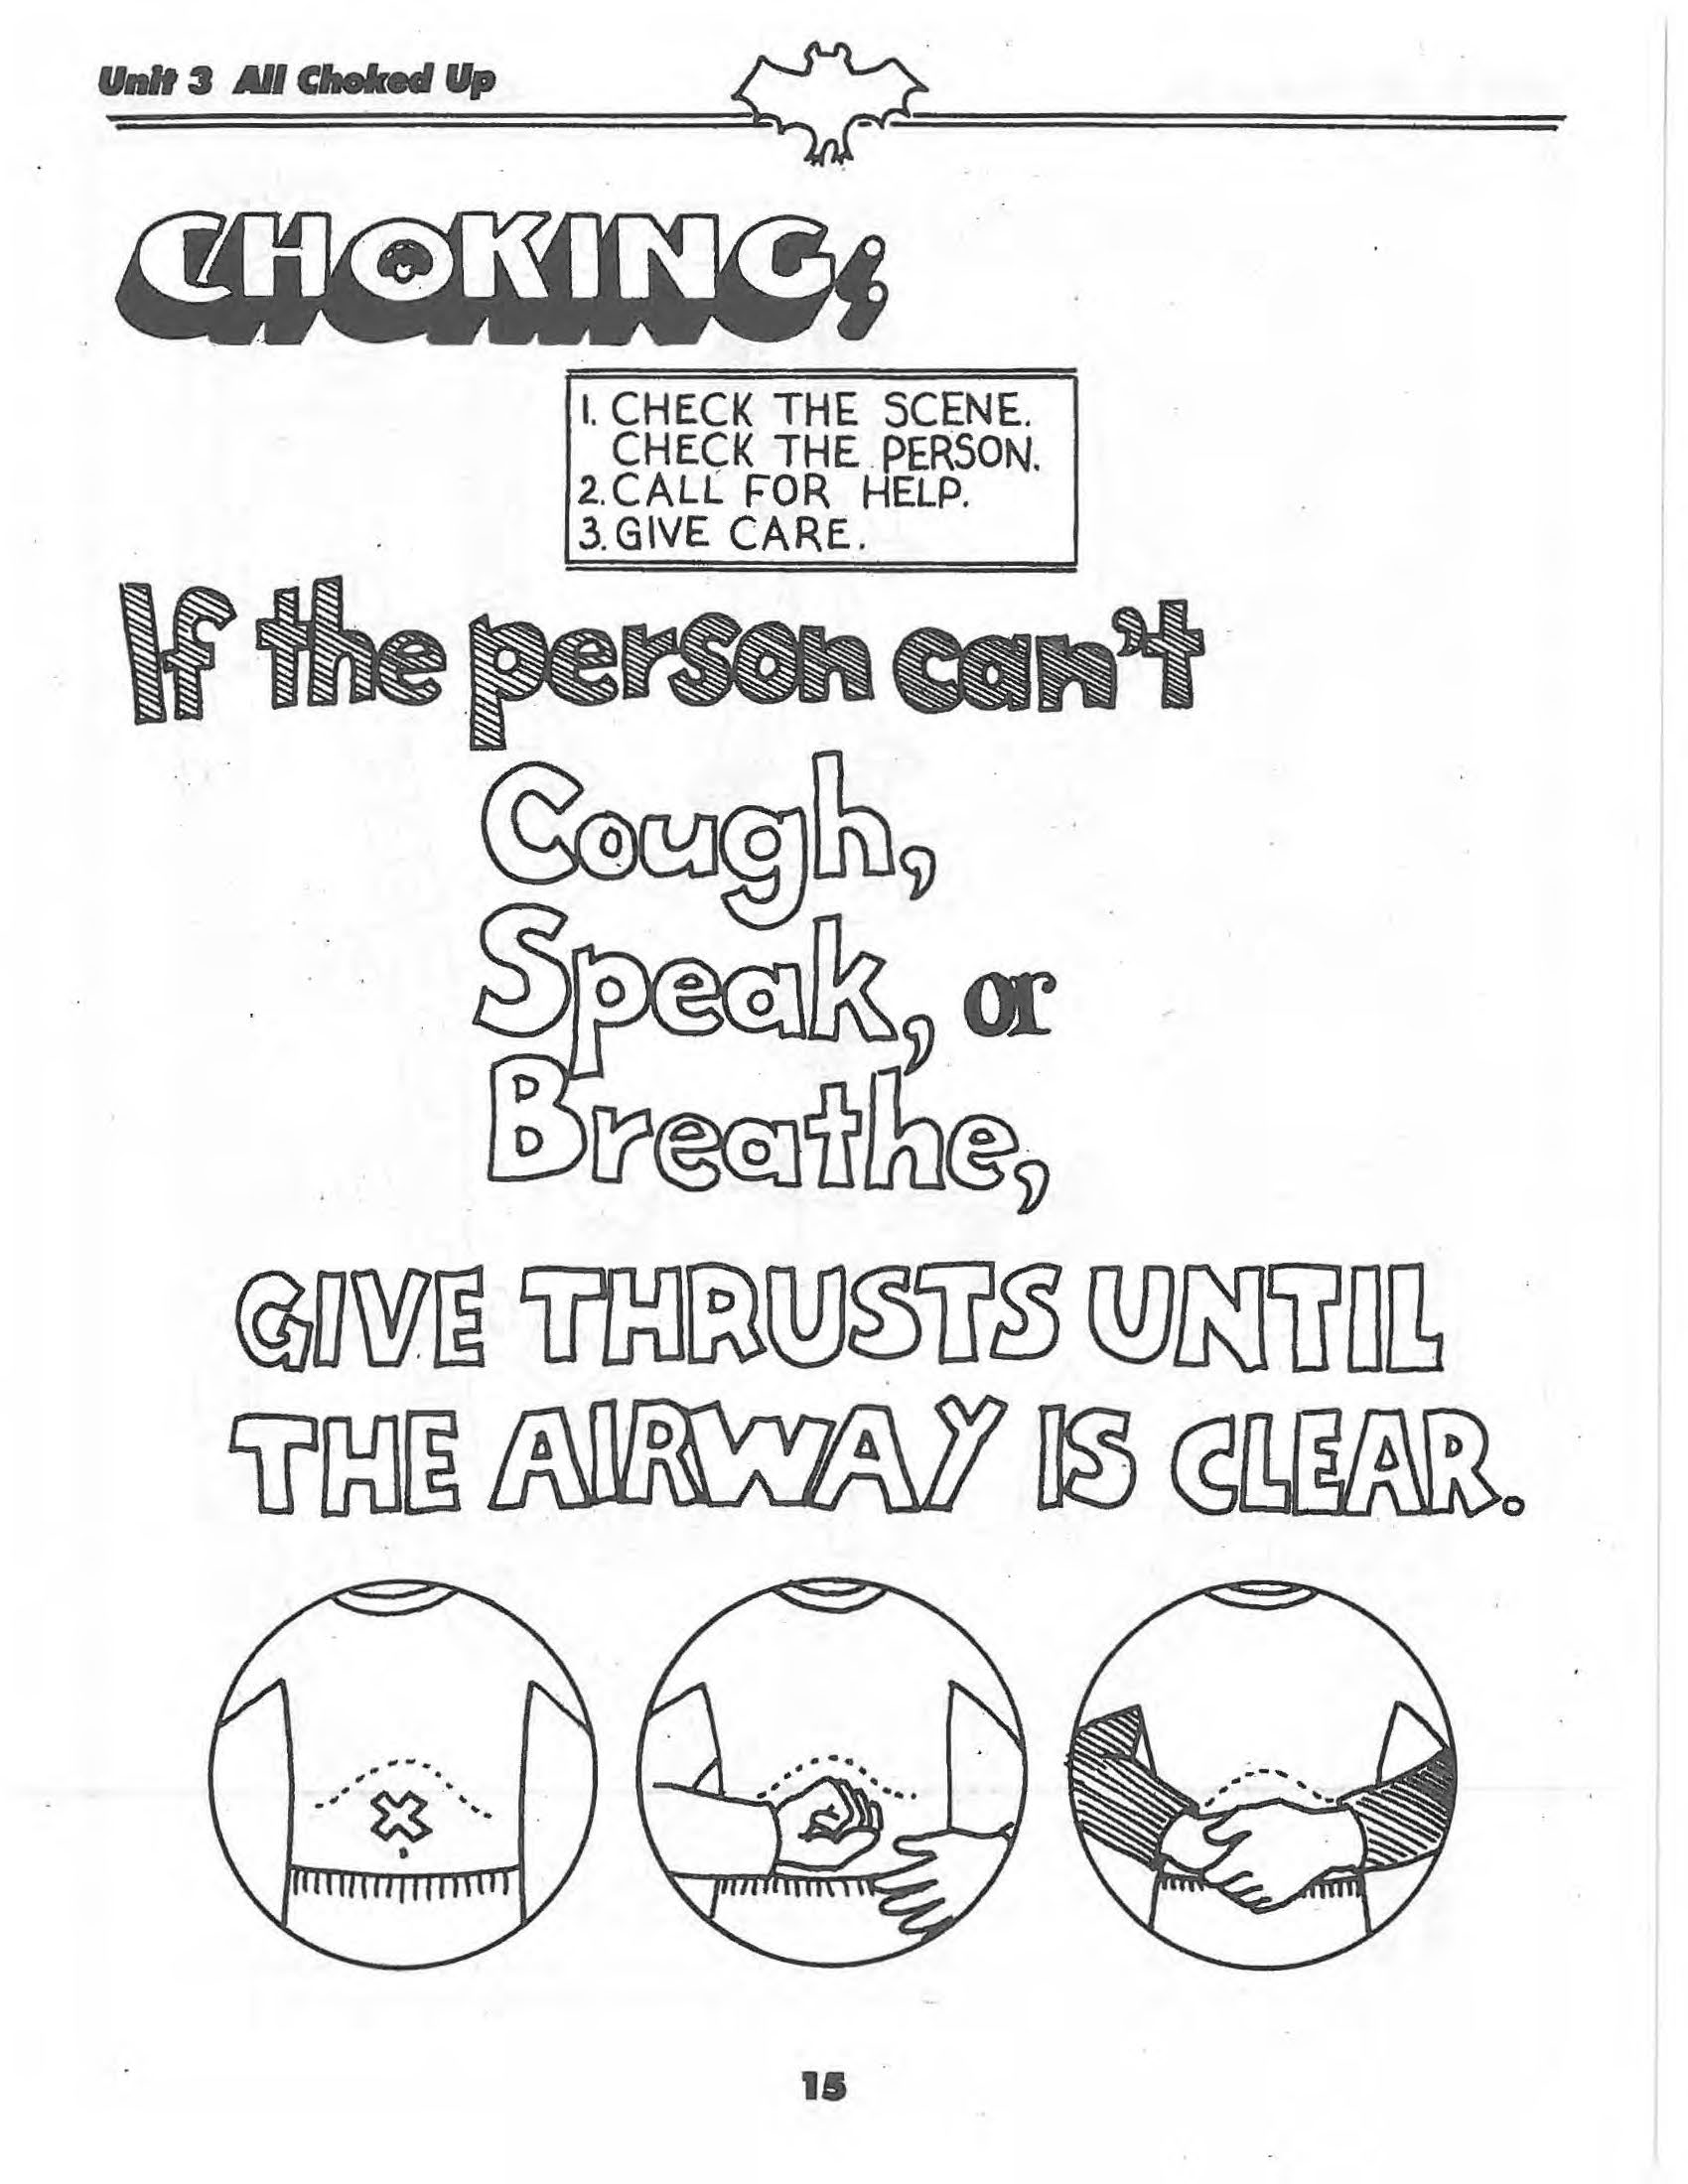 Unit 3 All Choked Up
CHOKING;
1. CHECK THE SCENE.
CHECK THE PERSON.
2. CALL FOR HELP.
3. GIVE CARE.
If the person can't
Cough,
Speak, or
Breathe,
GIVE THRUSTS UNTIL
THE AIRWAY IS CLEAR.
15